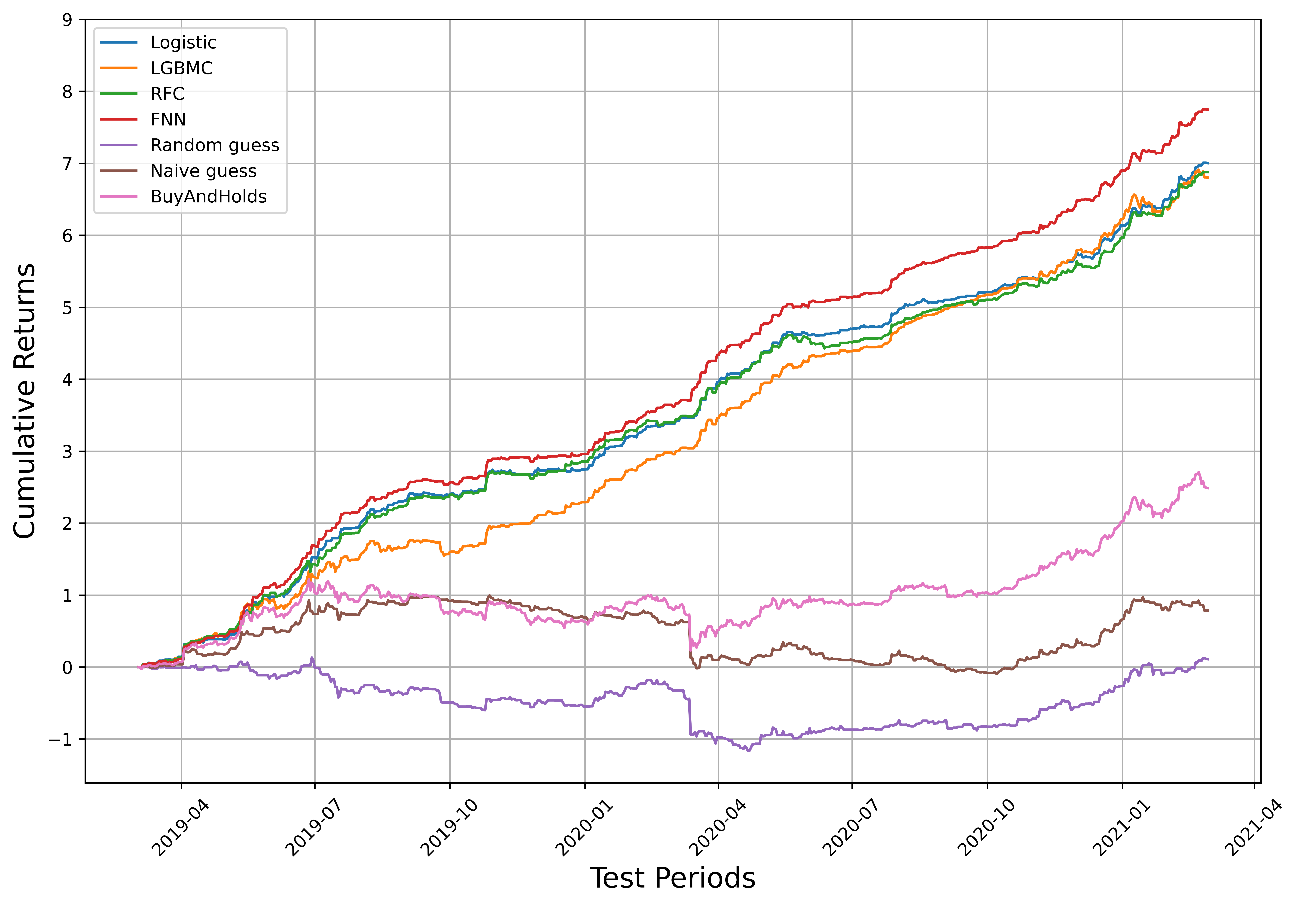 Cumulative Returns
9
8
7
6
5
4
3
2
1
0
−1
Logistic
LGBMC
RFC
FNN
Random guess
Naive guess
BuyAndHolds
2019-04
2019-07
2019-10
2020-01
2020-04
2020-07
2020-10
2021-01
2021-04
Test Periods